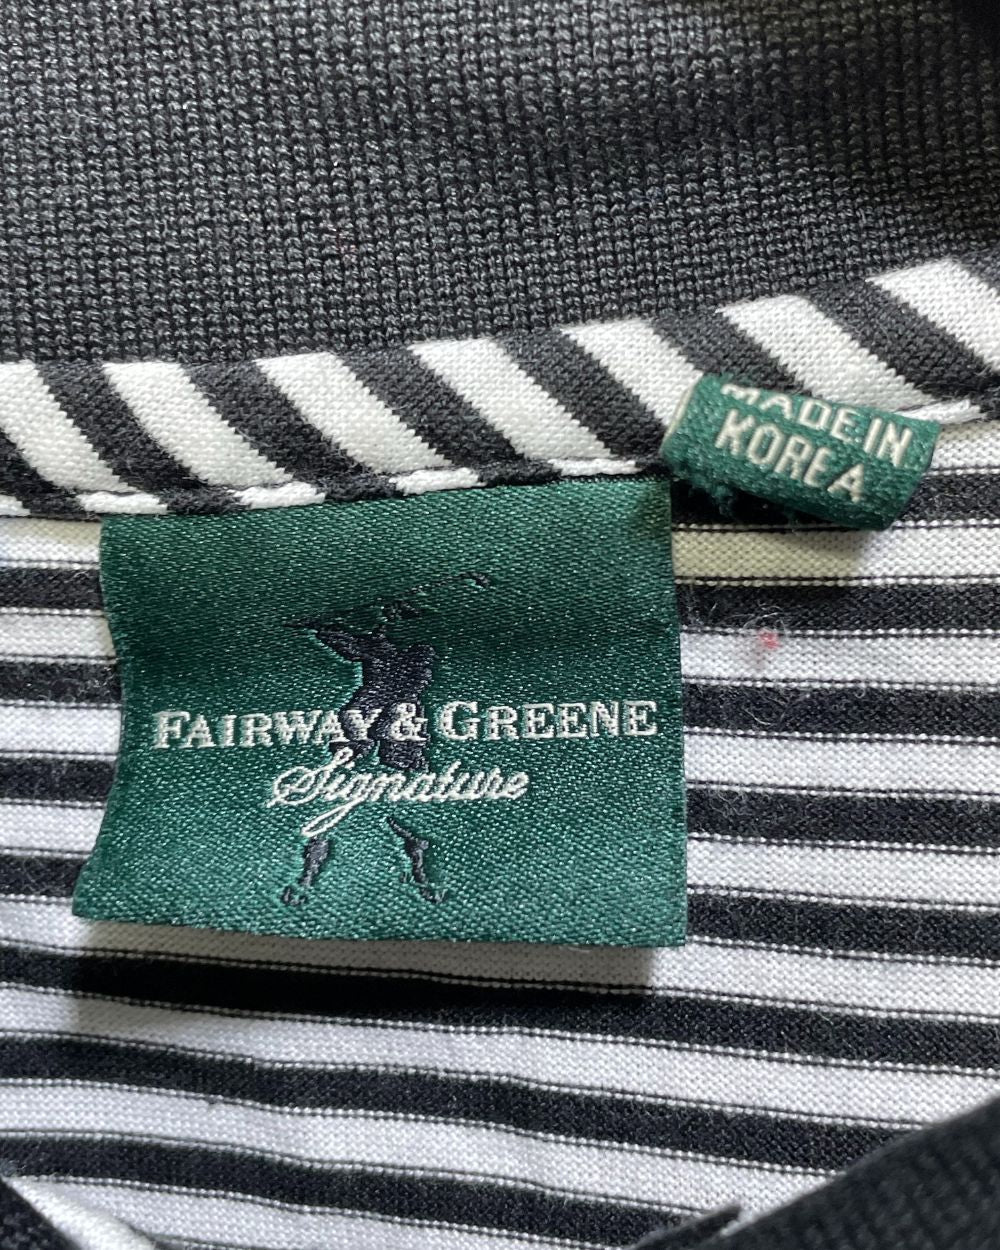 MADE IN
KOREA
FAIRWAY & GREENE
Signature